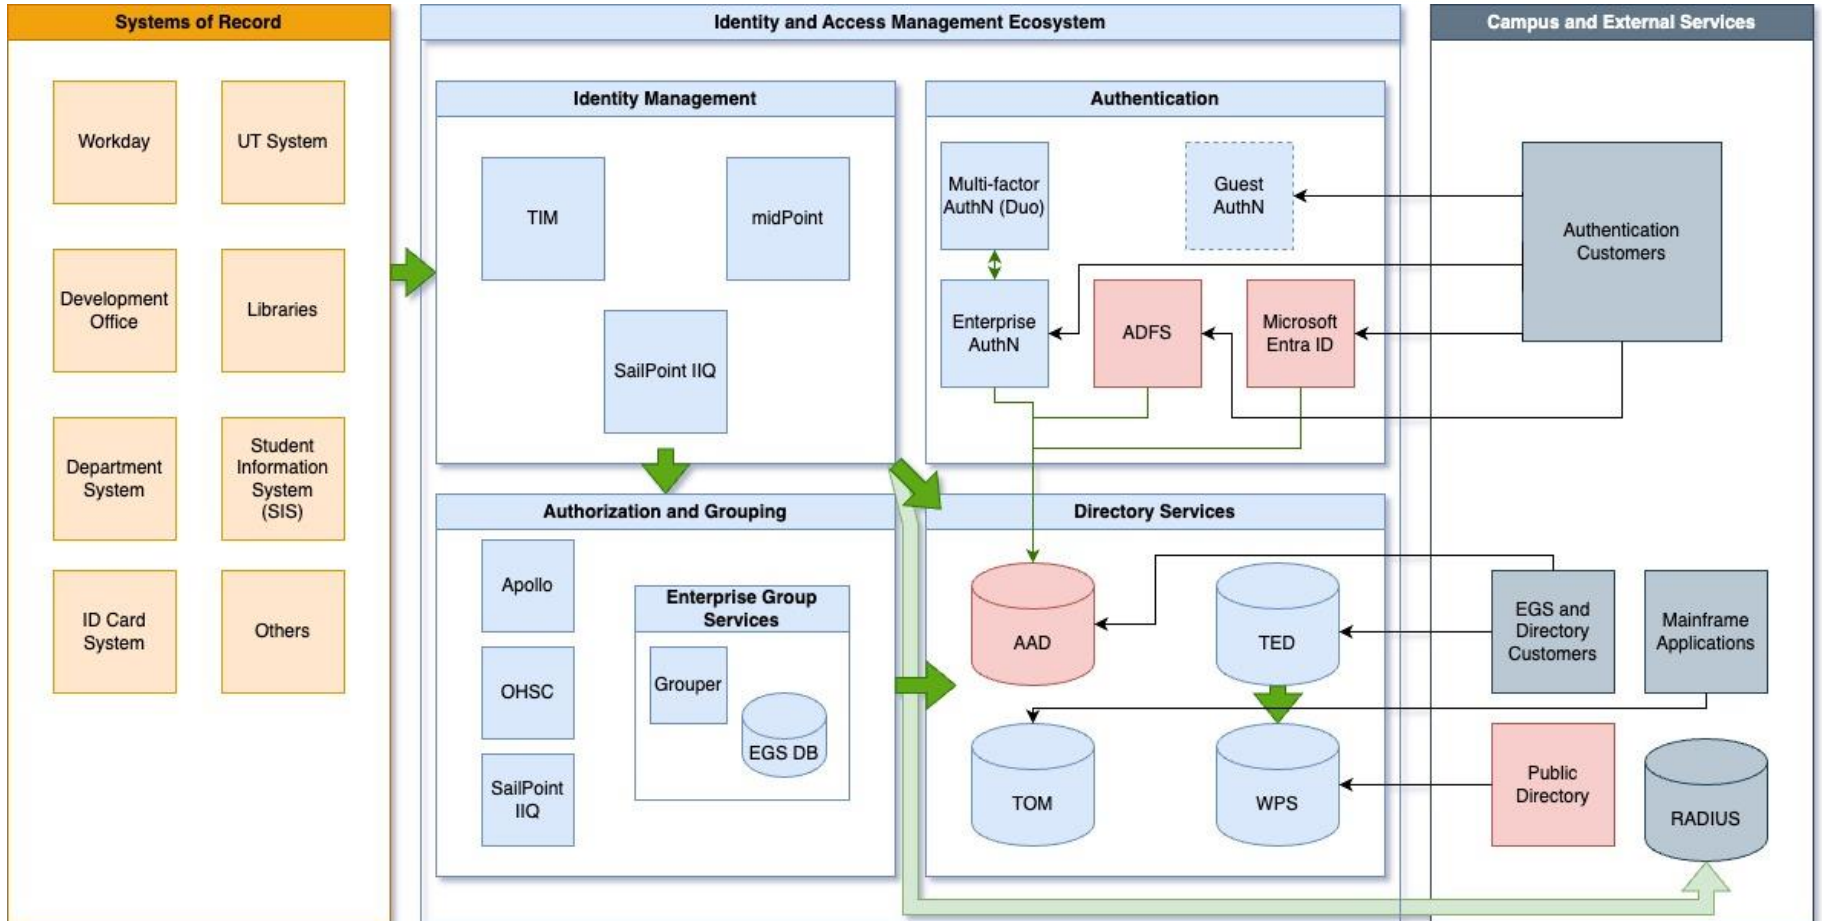 Systems of Record
Workday
UT System
Development
Office
Libraries
Department
System
Student
Information
System
(SIS)
ID Card
System
Others
Identity and Access Management Ecosystem
Identity Management
TIM
midPoint
SailPoint IIQ
Authentication
Multi-factor
AuthN (Duo)
Guest
AuthN
Enterprise
AuthN
ADFS
Microsoft
Entra ID
Authorization and Grouping
Apollo
OHSC
SailPoint
IIQ
Enterprise Group
Services
Grouper
EGS DB
Directory Services
AAD
TED
TOM
WPS
Campus and External Services
Authentication
Customers
EGS and
Directory
Customers
Mainframe
Applications
Public
Directory
RADIUS